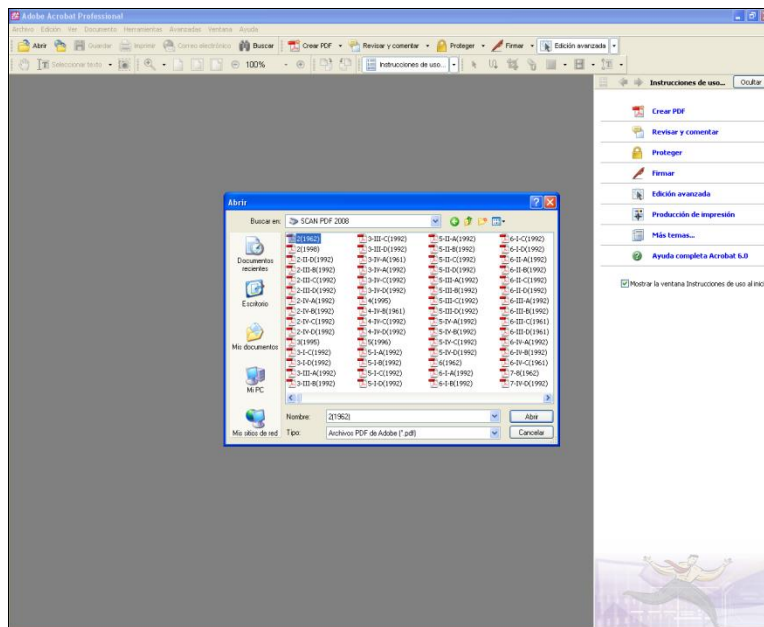 Adobe Acrobat Professional
Archivo Edición Ver Documento Herramientas Avanzadas Ventana Ayuda
Abrir Guardar Imprimir Correo electrónico Buscar Crear PDF Revisar y comentar Proteger Firmar Edición avanzada
Seleccionar texto 100% Instrucciones de uso...
Instrucciones de uso... Ocultar
Crear PDF
Revisar y comentar
Proteger
Firmar
Edición avanzada
Producción de impresión
Más temas...
Ayuda completa Acrobat 6.0
Mostrar la ventana Instrucciones de uso al inic
Abrir
Buscar en: SCAN PDF 2008
Documentos recientes
Escritorio
Mis documentos
Mi PC
Mis sitios de red
2(1962) 3-III-C(1992) 5-II-A(1992) 6-I-C(1992)
2(1998) 3-III-D(1992) 5-II-B(1992) 6-I-D(1992)
2-II-D(1992) 3-IV-A(1961) 5-II-C(1992) 6-II-A(1992)
2-III-B(1992) 3-IV-A(1992) 5-II-D(1992) 6-II-B(1992)
2-III-C(1992) 3-IV-C(1992) 5-III-A(1992) 6-II-C(1992)
2-III-D(1992) 3-IV-D(1992) 5-III-B(1992) 6-II-D(1992)
2-IV-A(1992) 4(1995) 5-III-C(1992) 6-III-A(1992)
2-IV-B(1992) 4-IV-B(1961) 5-III-D(1992) 6-III-B(1992)
2-IV-C(1992) 4-IV-C(1992) 5-IV-A(1992) 6-III-C(1961)
2-IV-D(1992) 4-IV-D(1992) 5-IV-B(1992) 6-III-D(1961)
3(1995) 5(1996) 5-IV-C(1992) 6-IV-A(1992)
3-I-C(1992) 5-I-A(1992) 5-IV-D(1992) 6-IV-B(1992)
3-I-D(1992) 5-I-B(1992) 6(1962) 6-IV-C(1961)
3-III-A(1992) 5-I-C(1992) 6-I-A(1992) 7-B(1962)
3-III-B(1992) 5-I-D(1992) 6-I-B(1992) 7-IV-D(1992)
Nombre: 2(1962) Abrir
Tipo: Archivos PDF de Adobe (*.pdf) Cancelar